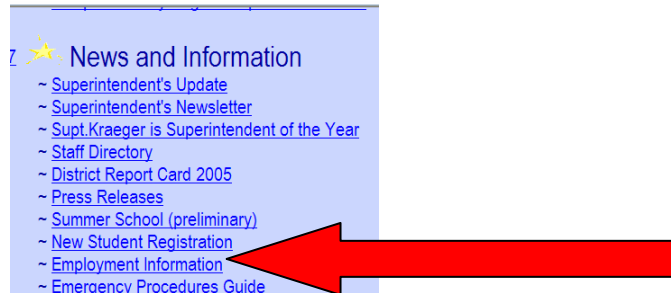 7 News and Information
~ Superintendent's Update
~ Superintendent's Newsletter
~ Supt.Kraeger is Superintendent of the Year
~ Staff Directory
~ District Report Card 2005
~ Press Releases
~ Summer School (preliminary)
~ New Student Registration
~ Employment Information
~ Emergency Procedures Guide